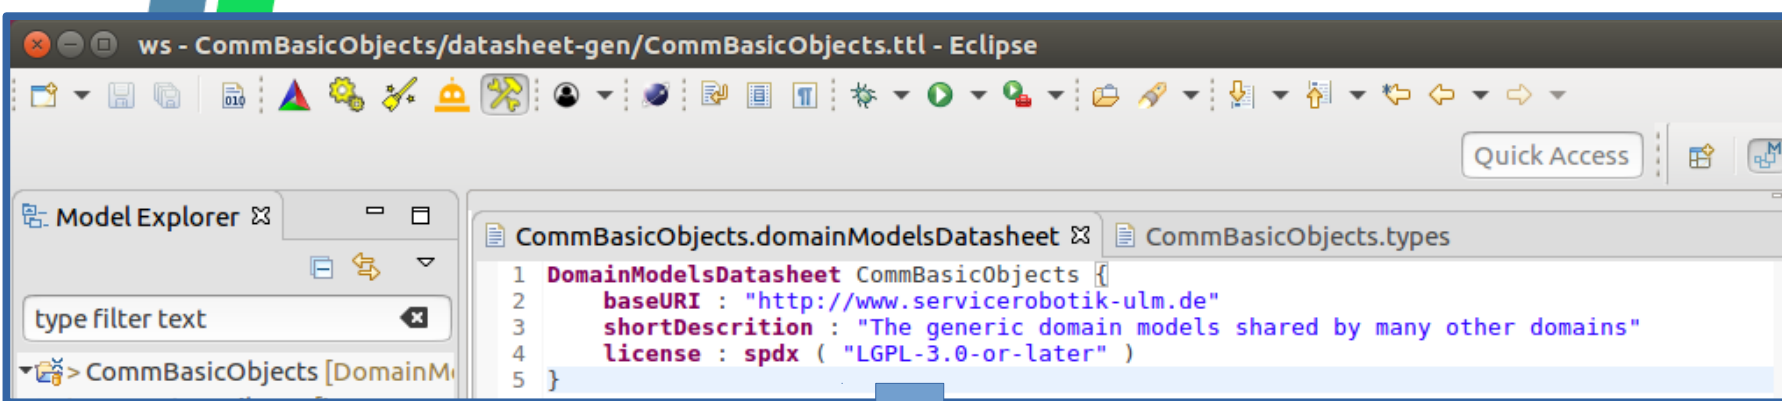 ws - CommBasicObjects/datasheet-gen/CommBasicObjects.ttl - Eclipse
010
Quick Access
M
Model Explorer
CommBasicObjects.domainModelsDatasheet
CommBasicObjects.types
type filter text
> CommBasicObjects [DomainM
1 DomainModelsDatasheet CommBasicObjects {
2 baseURI : "http://www.servicerobotik-ulm.de"
3 shortDescrition : "The generic domain models shared by many other domains"
4 license : spdx ( "LGPL-3.0-or-later" )
5 }